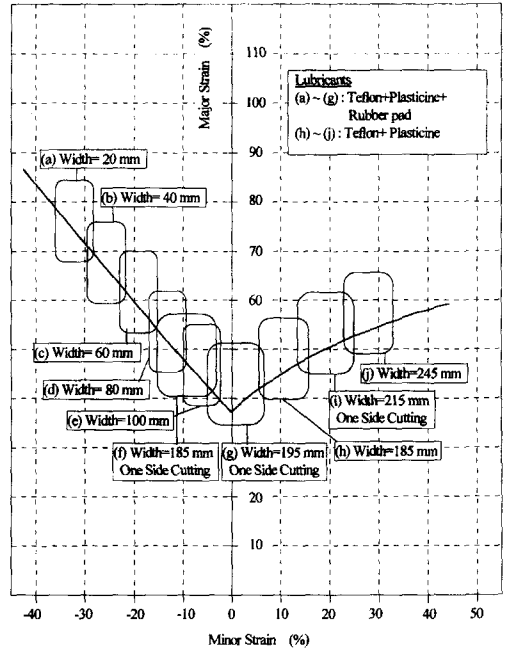 Major Strain (%)
110
100
90
80
70
60
50
20
10
Lubricants
(a) ~ (g) : Teflon+Plasticine+
Rubber pad
(h) ~ (j) : Teflon+ Plasticine
(a) Width= 20 mm
(b) Width= 40 mm
(c) Width= 60 mm
(d) Width= 80 mm
(e) Width=100 mm
(f) Width=185 mm
One Side Cutting
(g) Width=195 mm
One Side Cutting
(h) Width=185 mm
(i) Width=215 mm
One Side Cutting
(j) Width=245 mm
-40 -30 -20 -10 0 10 20 30 40 50
Minor Strain (%)